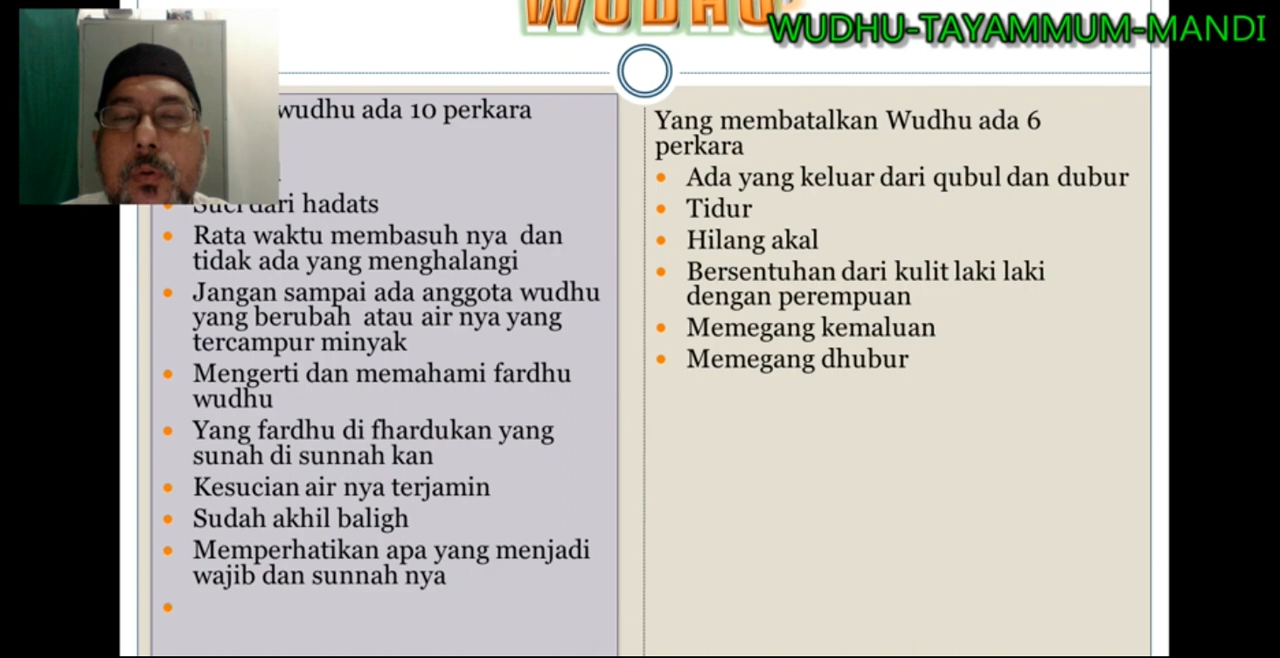 WUDHU
WUDHU-TAYAMMUM-MANDI
wudhu ada 10 perkara
Suci dari hadats
Rata waktu membasuh nya dan
tidak ada yang menghalangi
Jangan sampai ada anggota wudhu
yang berubah atau air nya yang
tercampur minyak
Mengerti dan memahami fardhu
wudhu
Yang fardhu di fhardukan yang
sunah di sunnah kan
Kesucian air nya terjamin
Sudah akhil baligh
Memperhatikan apa yang menjadi
wajib dan sunnah nya
Yang membatalkan Wudhu ada 6
perkara
Ada yang keluar dari qubul dan dubur
Tidur
Hilang akal
Bersentuhan dari kulit laki laki
dengan perempuan
Memegang kemaluan
Memegang dhubur